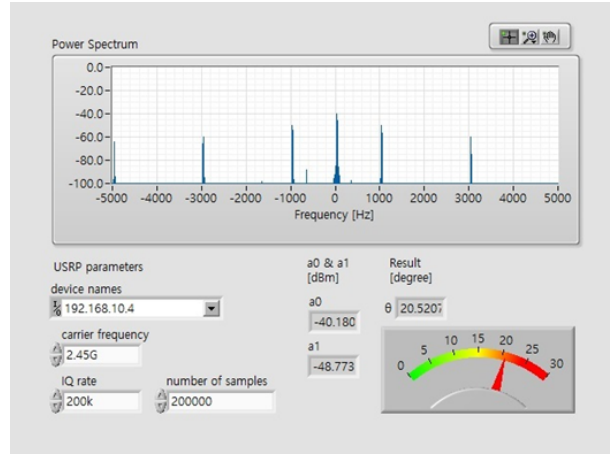 Power Spectrum
0.0
-20.0
-40.0
-60.0
-80.0
-100.0
-5000 -4000 -3000 -2000 -1000 0 1000 2000 3000 4000 5000
Frequency [Hz]
USRP parameters
device names
192.168.10.4
carrier frequency
2.45G
IQ rate
200k
number of samples
200000
a0 & a1
[dBm]
a0
-40.180
a1
-48.773
Result
[degree]
θ 20.5207
0 5 10 15 20 25 30